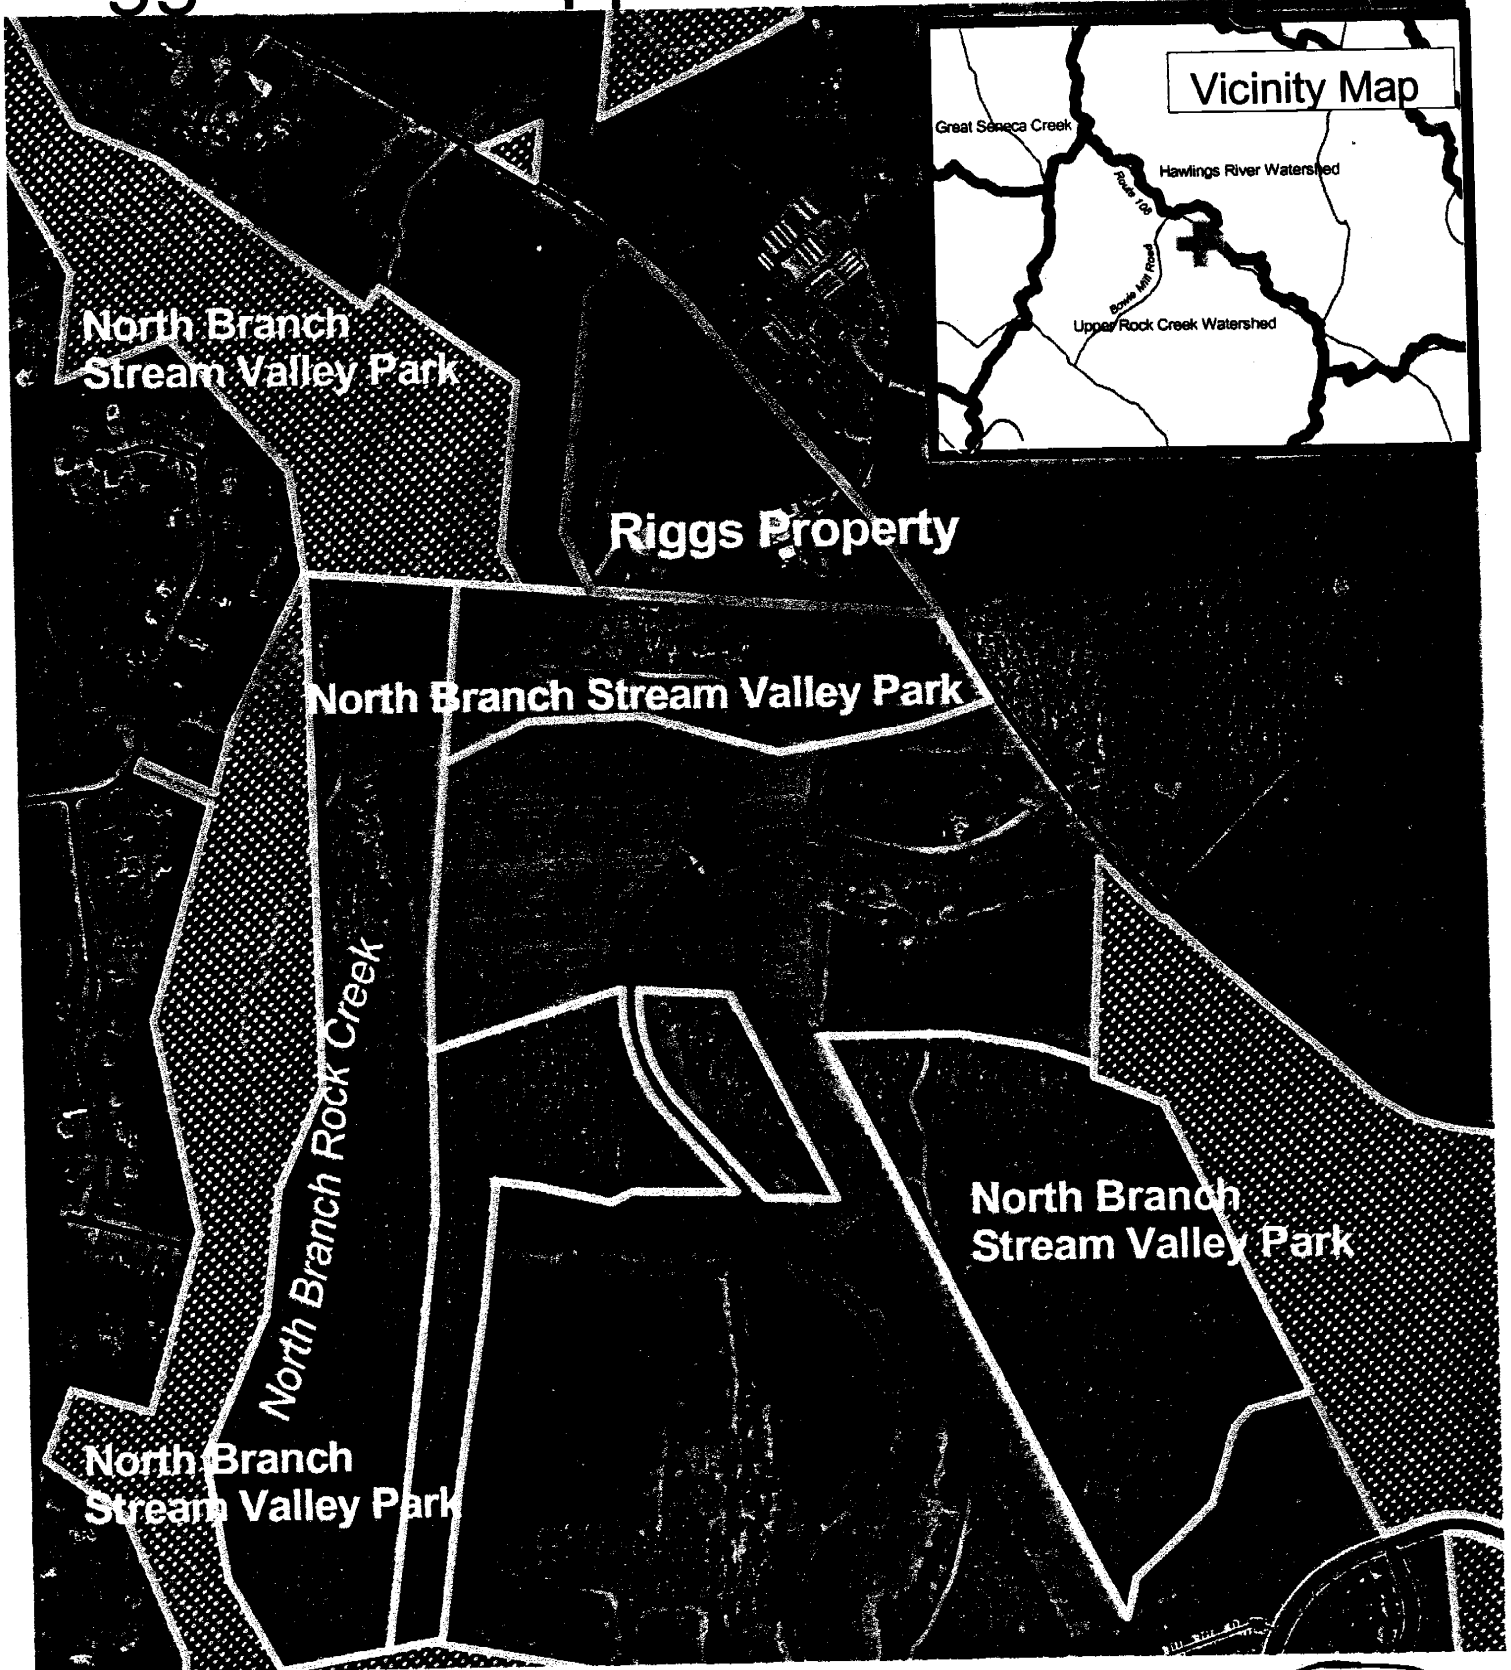 Vicinity Map
Great Seneca Creek
Hawlings River Watershed
Route 108
Bowie Mill Road
Upper Rock Creek Watershed
North Branch
Stream Valley Park
Riggs Property
North Branch Stream Valley Park
North Branch Rock Creek
North Branch
Stream Valley Park
North Branch
Stream Valley Park